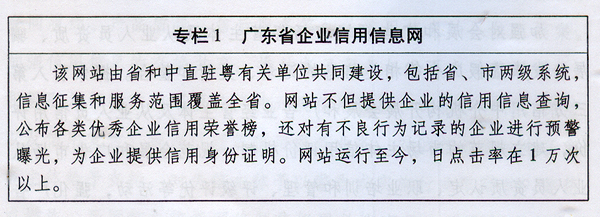 专栏1 广东省企业信用信息网
该网站由省和中直驻粤有关单位共同建设，包括省、市两级系统，
信息征集和服务范围覆盖全省。网站不但提供企业的信用信息查询，
公布各类优秀企业信用荣誉榜，还对有不良行为记录的企业进行预警
曝光，为企业提供信用身份证明。网站运行至今，日点击率在1万次
以上。